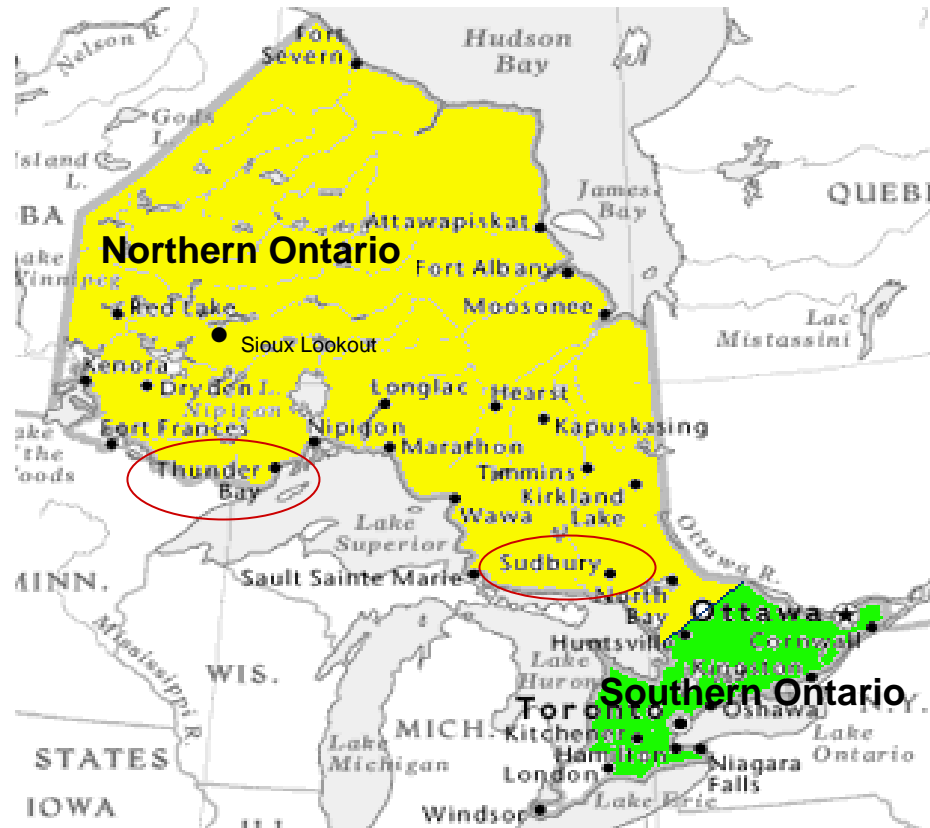 Fort
Severn
Hudson
Bay
Nelson R.
Gods
L.
Island
L.
BA
James
Bay
QUEBE
Attawapiskat
Northern Ontario
Lake
Winnipeg
Fort Albany
Red Lake
Moosonee
Lac
Mistassini
Sioux Lookout
Kenora
Dryden
L.
Nipigon
Longlac
Hearst
Kapuskasing
Fort Frances
Nipigon
Lake
of the
Woods
Marathon
Thunder
Bay
Timmins
Kirkland
Lake
Wawa
Lake
Superior
Ottawa R.
MINN.
Sault Sainte Marie
Sudbury
North
Bay
Ottawa
Huntsville
Cornwall
Mississippi R.
WIS.
Lake
Huron
Kingston
Southern Ontario
Toronto
Oshawa
N.Y.
MICH.
Kitchener
Hamilton
Lake
Ontario
STATES
Lake
Michigan
London
Niagara
Falls
IOWA
Windsor
Lake Erie